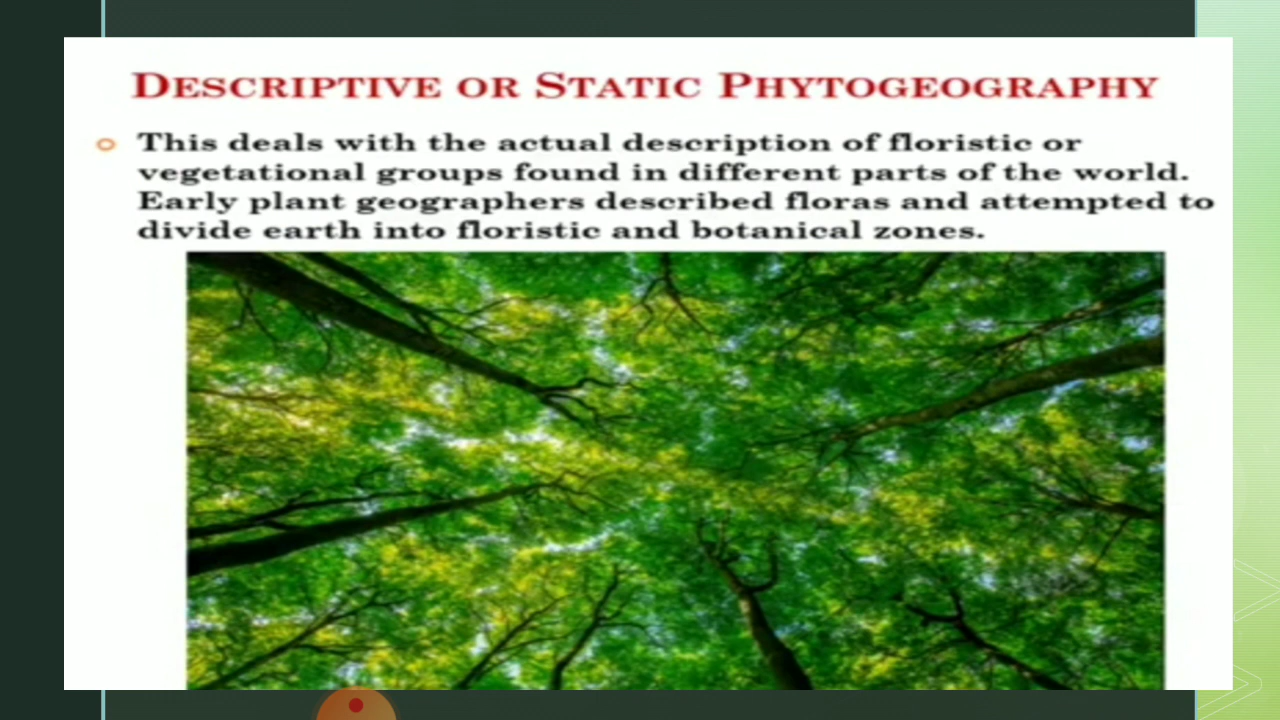 DESCRIPTIVE OR STATIC PHYTOGEOGRAPHY
This deals with the actual description of floristic or
vegetational groups found in different parts of the world.
Early plant geographers described floras and attempted to
divide earth into floristic and botanical zones.